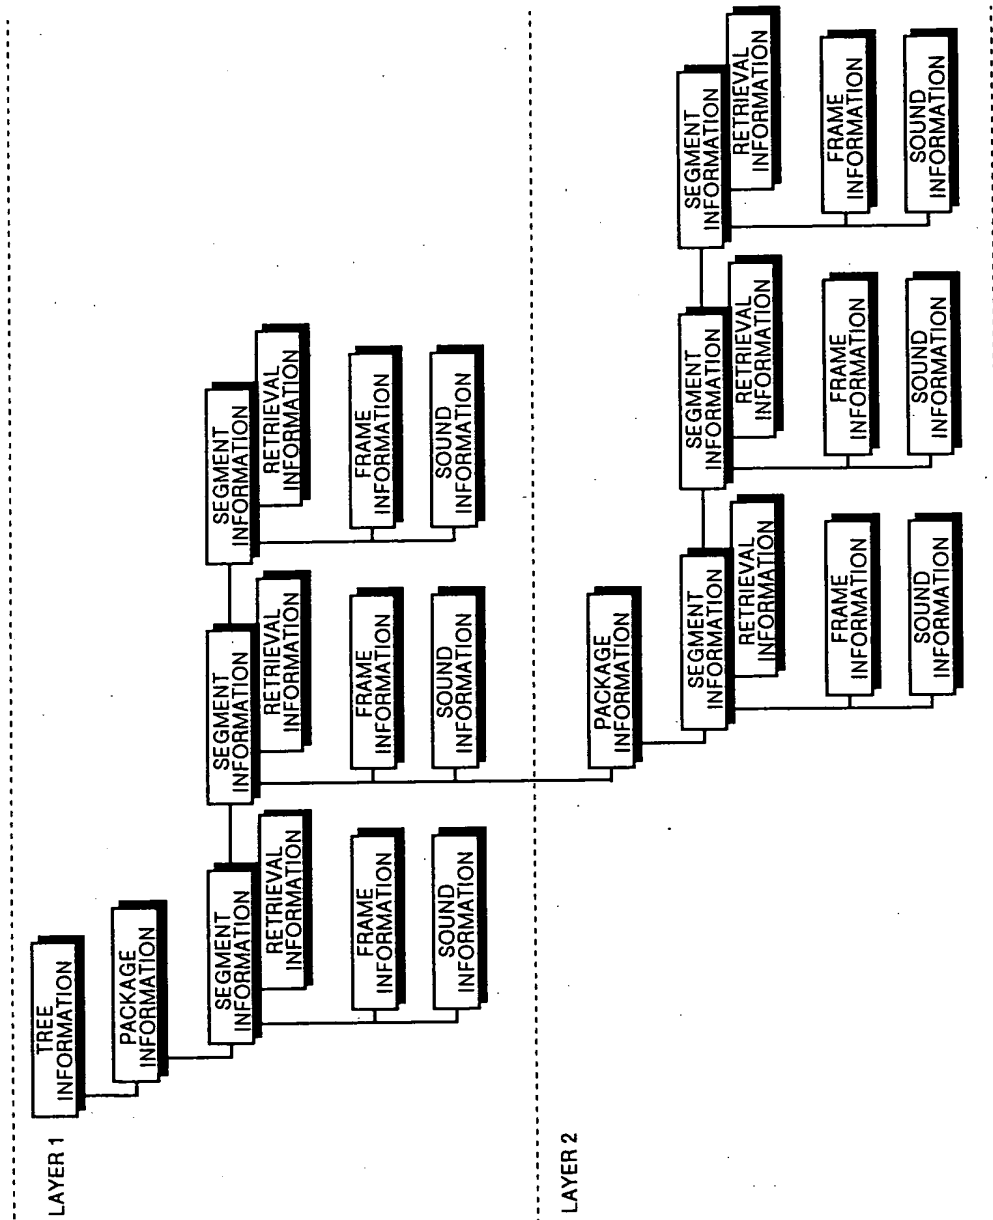 LAYER 1
TREE
INFORMATION
PACKAGE
INFORMATION
SEGMENT
INFORMATION
RETRIEVAL
INFORMATION
FRAME
INFORMATION
SOUND
INFORMATION
SEGMENT
INFORMATION
RETRIEVAL
INFORMATION
FRAME
INFORMATION
SOUND
INFORMATION
SEGMENT
INFORMATION
RETRIEVAL
INFORMATION
FRAME
INFORMATION
SOUND
INFORMATION
LAYER 2
PACKAGE
INFORMATION
SEGMENT
INFORMATION
RETRIEVAL
INFORMATION
FRAME
INFORMATION
SOUND
INFORMATION
SEGMENT
INFORMATION
RETRIEVAL
INFORMATION
FRAME
INFORMATION
SOUND
INFORMATION
SEGMENT
INFORMATION
RETRIEVAL
INFORMATION
FRAME
INFORMATION
SOUND
INFORMATION